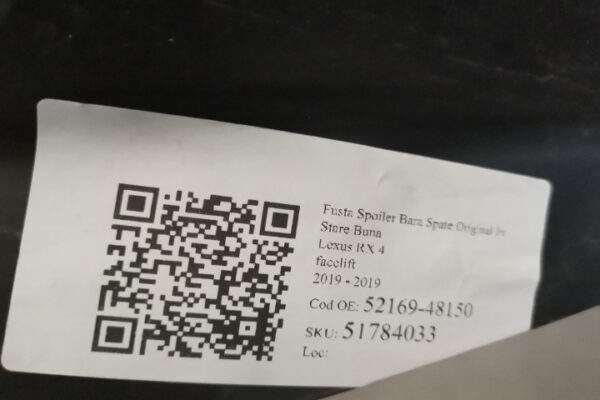 Fusta Spoiler Bara Spate Original In
Stare Buna
Lexus RX 4
facelift
2019 - 2019
Cod OE: 52169-48150
SKU: 51784033
Loc: